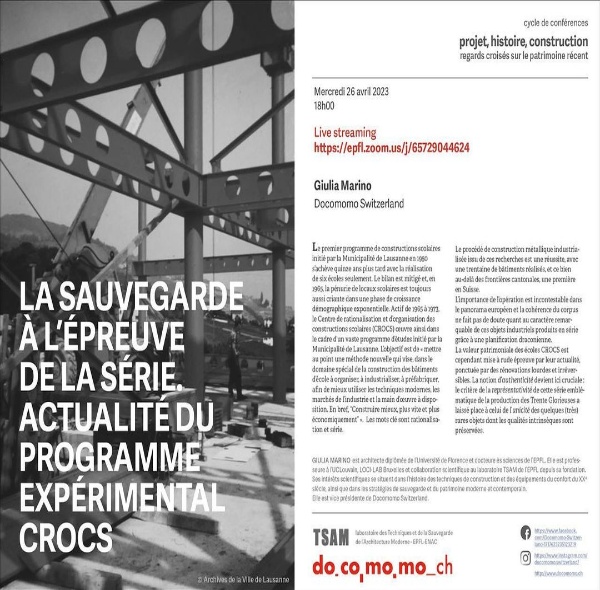 LA SAUVEGARDE
À L'ÉPREUVE
DE LA SÉRIE.
ACTUALITÉ DU
PROGRAMME
EXPÉRIMENTAL
CROCS
© Archives de la Ville de Lausanne
cycle de conférences
projet, histoire, construction
regards croisés sur le patrimoine récent
Mercredi 26 avril 2023
18h00
Live streaming
https://epfl.zoom.us/j/65729044624
Giulia Marino
Docomomo Switzerland
Le premier programme de constructions scolaires
initié par la Municipalité de Lausanne en 1950
s'achève quinze ans plus tard avec la réalisation
de six écoles seulement. Le bilan est mitigé et, en
1965, la pénurie de locaux scolaires est toujours
aussi criante dans une phase de croissance
démographique exponentielle. Actif de 1965 à 1973,
le Centre de rationalisation et d'organisation des
constructions scolaires (CROCS) œuvre ainsi dans
le cadre d'un vaste programme d'études initié par la
Municipalité de Lausanne. L'objectif est de « mettre
au point une méthode nouvelle qui vise, dans le
domaine spécial de la construction des bâtiments
d'école à organiser, à industrialiser, à préfabriquer,
afin de mieux utiliser les techniques modernes, les
marchés de l'industrie et la main d'œuvre à dispo-
sition. En bref, "Construire mieux, plus vite et plus
économiquement" ». Les mots clé sont rationalisa-
tion et série.
Le procédé de construction métallique industria-
lisée issu de ces recherches est une réussite, avec
une trentaine de bâtiments réalisés, et ce bien
au-delà des frontières cantonales, une première
en Suisse.
L'importance de l'opération est incontestable dans
le panorama européen et la cohérence du corpus
ne fait pas de doute quant au caractère remar-
quable de ces objets industriels produits en série
grâce à une planification draconienne.
La valeur patrimoniale des écoles CROCS est
cependant mise à rude épreuve par leur actualité,
ponctuée par des rénovations lourdes et irréver-
sibles. La notion d'authenticité devient ici cruciale :
le critère de la représentativité de cette série emblé-
matique de la production des Trente Glorieuses a
laissé place à celui de l'unicité des quelques (très)
rares objets dont les qualités intrinsèques sont
préservées.
GIULIA MARINO est architecte diplômée de l'Université de Florence et docteure ès sciences de l'EPFL. Elle est profes-
seure à l'UCLouvain, LOCI-LAB Bruxelles et collaboration scientifique au laboratoire TSAM de l'EPFL depuis sa fondation.
Ses intérêts scientifiques se situent dans l'histoire des techniques de construction et des équipements du confort du XXe
siècle, ainsi que dans les stratégies de sauvegarde du patrimoine moderne et contemporain.
Elle est vice présidente de Docomomo Switzerland.
TSAM
laboratoire des Techniques et de la Sauvegarde
de l'Architecture Moderne - EPFL-ENAC
do_co,mo.mo_ch
https://www.facebook.
https://www.instagram.com/
http://www.docomomo.ch